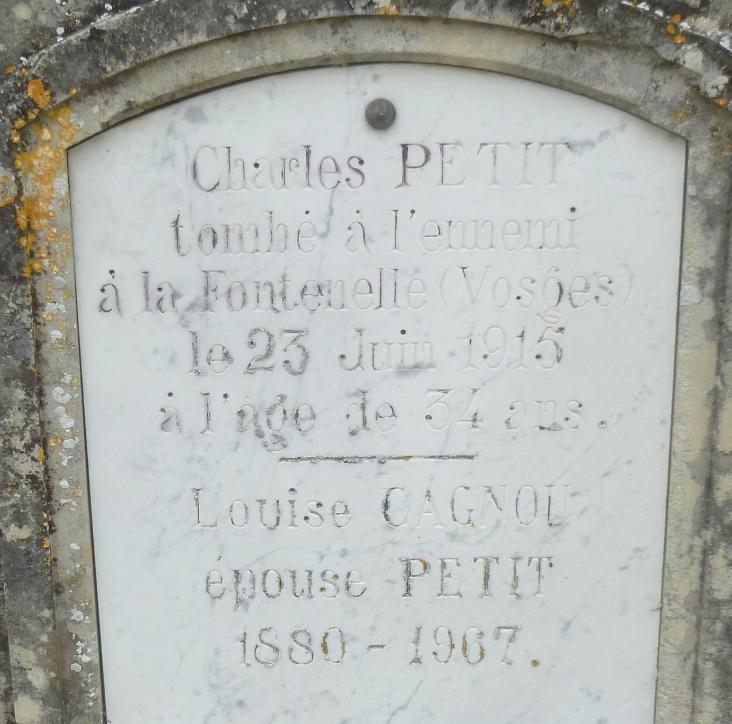 Charles PETIT
tombé à l'ennemi
à la Fontenelle (Vosges)
le 23 Juin 1915
à l'âge de 34 ans.
Louise CAGNOU
épouse PETIT
1880 - 1967.